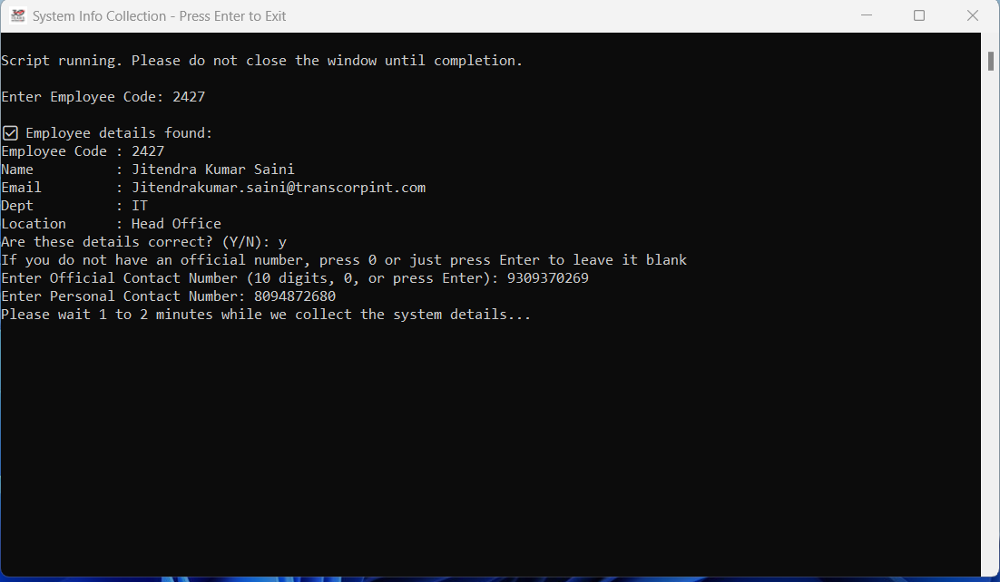 System Info Collection - Press Enter to Exit
Script running. Please do not close the window until completion.
Enter Employee Code: 2427
☑ Employee details found:
Employee Code : 2427
Name          : Jitendra Kumar Saini
Email         : Jitendrakumar.saini@transcorpint.com
Dept          : IT
Location      : Head Office
Are these details correct? (Y/N): y
If you do not have an official number, press 0 or just press Enter to leave it blank
Enter Official Contact Number (10 digits, 0, or press Enter): 9309370269
Enter Personal Contact Number: 8094872680
Please wait 1 to 2 minutes while we collect the system details...